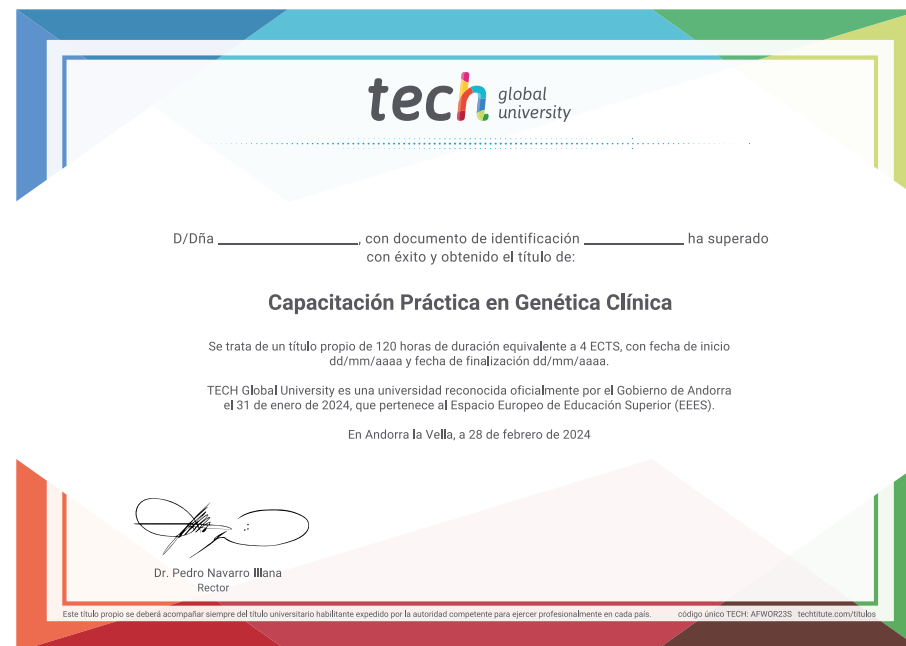 tech global
university
D/Dña ____________________, con documento de identificación ______________ ha superado
con éxito y obtenido el título de:
Capacitación Práctica en Genética Clínica
Se trata de un título propio de 120 horas de duración equivalente a 4 ECTS, con fecha de inicio
dd/mm/aaaa y fecha de finalización dd/mm/aaaa.
TECH Global University es una universidad reconocida oficialmente por el Gobierno de Andorra
el 31 de enero de 2024, que pertenece al Espacio Europeo de Educación Superior (EEES).
En Andorra la Vella, a 28 de febrero de 2024
Dr. Pedro Navarro Illana
Rector
Este título propio se deberá acompañar siempre del título universitario habilitante expedido por la autoridad competente para ejercer profesionalmente en cada país. código único TECH: AFWOR23S techtitute.com/titulos